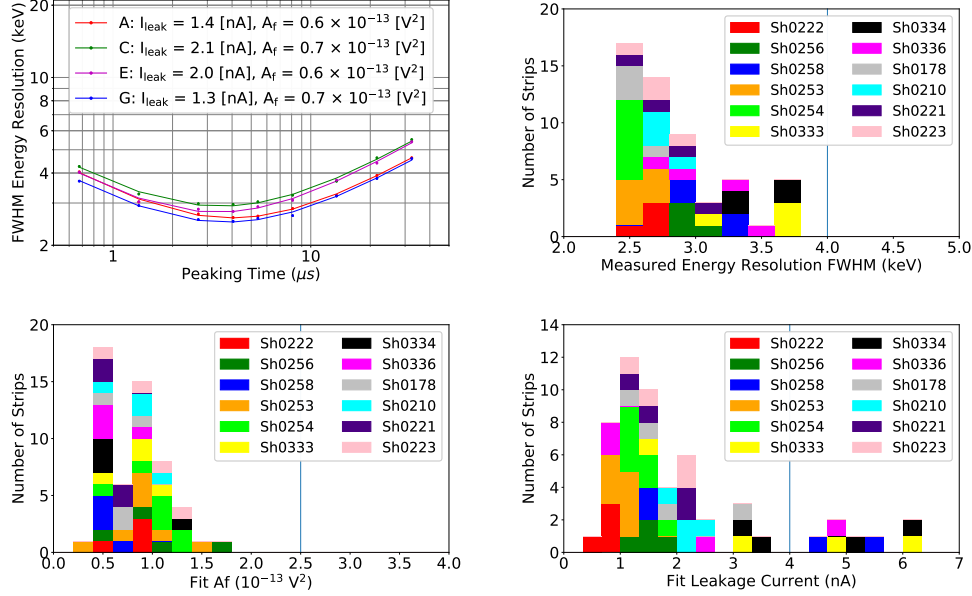 FWHM Energy Resolution (keV)
20
10
9
8
6
4
2
A: I_leak = 1.4 [nA], A_f = 0.6 × 10^−13 [V^2]
C: I_leak = 2.1 [nA], A_f = 0.7 × 10^−13 [V^2]
E: I_leak = 2.0 [nA], A_f = 0.6 × 10^−13 [V^2]
G: I_leak = 1.3 [nA], A_f = 0.7 × 10^−13 [V^2]
1 10
Peaking Time (μs)
Number of Strips
20
15
10
5
0
Sh0222 Sh0334
Sh0256 Sh0336
Sh0258 Sh0178
Sh0253 Sh0210
Sh0254 Sh0221
Sh0333 Sh0223
2.0 2.5 3.0 3.5 4.0 4.5 5.0
Measured Energy Resolution FWHM (keV)
Number of Strips
20
15
10
5
0
Sh0222 Sh0334
Sh0256 Sh0336
Sh0258 Sh0178
Sh0253 Sh0210
Sh0254 Sh0221
Sh0333 Sh0223
0.0 0.5 1.0 1.5 2.0 2.5 3.0 3.5 4.0
Fit Af (10^−13 V^2)
Number of Strips
14
12
10
8
6
4
2
0
Sh0222 Sh0334
Sh0256 Sh0336
Sh0258 Sh0178
Sh0253 Sh0210
Sh0254 Sh0221
Sh0333 Sh0223
0 1 2 3 4 5 6 7
Fit Leakage Current (nA)